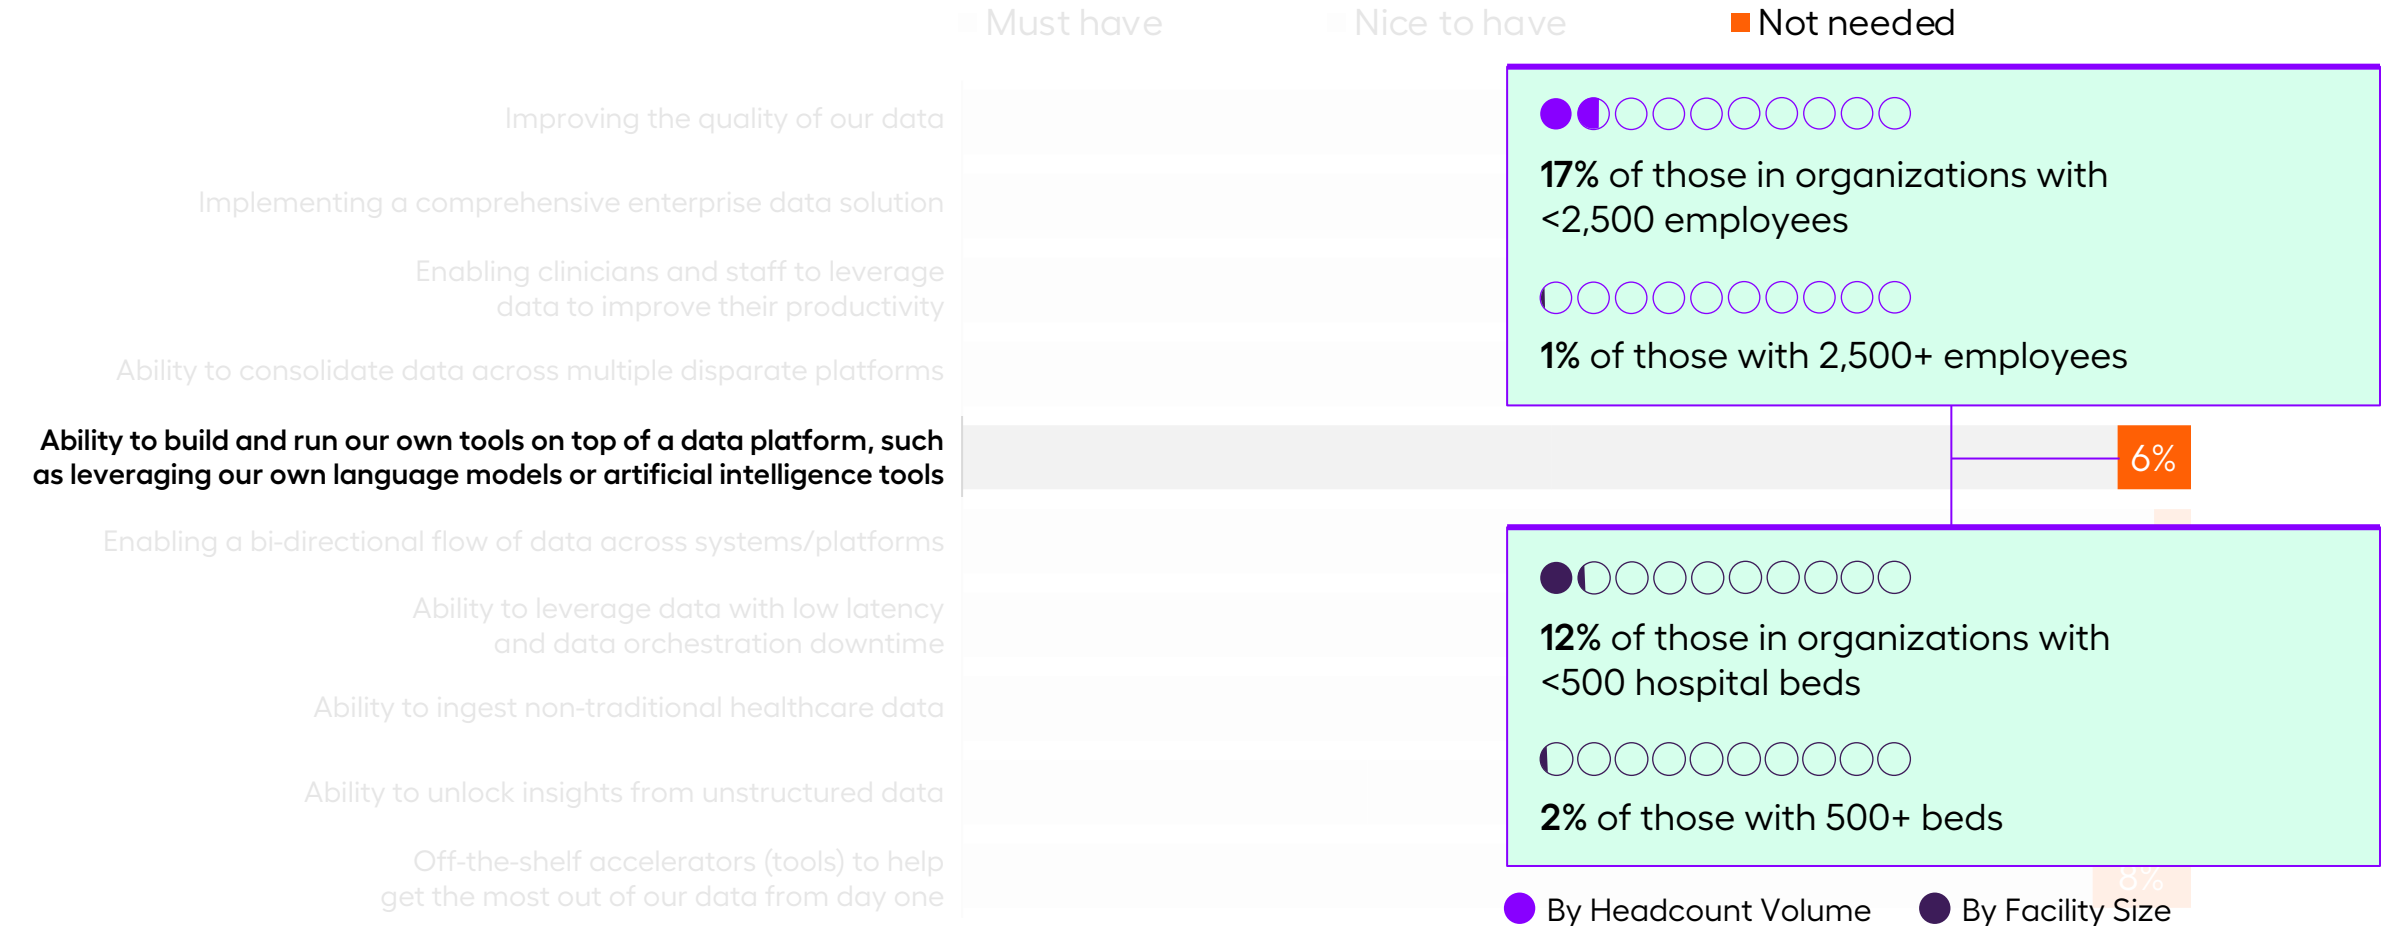 Must have
Nice to have
Not needed
Improving the quality of our data
Implementing a comprehensive enterprise data solution
Enabling clinicians and staff to leverage
data to improve their productivity
Ability to consolidate data across multiple disparate platforms
Ability to build and run our own tools on top of a data platform, such
as leveraging our own language models or artificial intelligence tools
Enabling a bi-directional flow of data across systems/platforms
Ability to leverage data with low latency
and data orchestration downtime
Ability to ingest non-traditional healthcare data
Ability to unlock insights from unstructured data
Off-the-shelf accelerators (tools) to help
get the most out of our data from day one
17% of those in organizations with
<2,500 employees
1% of those with 2,500+ employees
6%
12% of those in organizations with
<500 hospital beds
2% of those with 500+ beds
8%
By Headcount Volume
By Facility Size